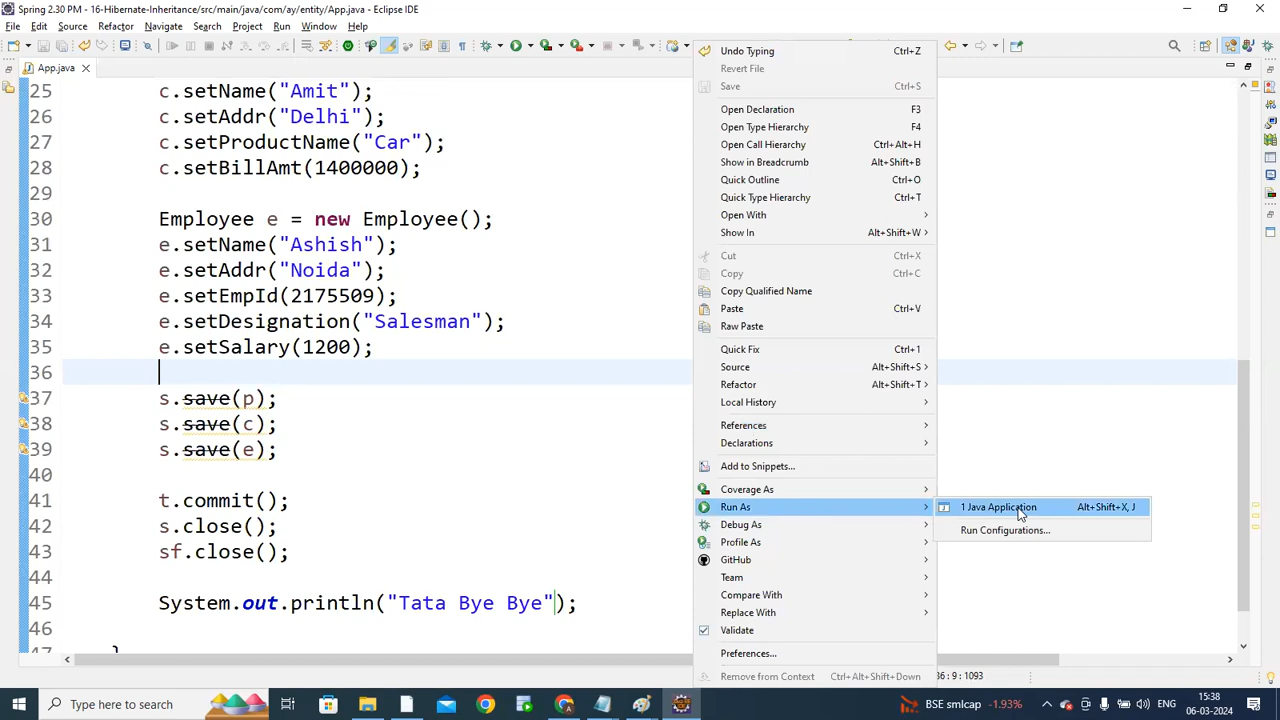 Spring 2.30 PM - 16-Hibernate-Inheritance/src/main/java/com/ay/entity/App.java - Eclipse IDE
File Edit Source Refactor Navigate Search Project Run Window Help
App.java
25 c.setName("Amit");
26 c.setAddr("Delhi");
27 c.setProductName("Car");
28 c.setBillAmt(1400000);
29
30 Employee e = new Employee();
31 e.setName("Ashish");
32 e.setAddr("Noida");
33 e.setEmpId(2175509);
34 e.setDesignation("Salesman");
35 e.setSalary(1200);
36
37 s.save(p);
38 s.save(c);
39 s.save(e);
40
41 t.commit();
42 s.close();
43 sf.close();
44
45 System.out.println("Tata Bye Bye");
46
47 }
Undo Typing Ctrl+Z
Revert File
Save Ctrl+S
Open Declaration F3
Open Type Hierarchy F4
Open Call Hierarchy Ctrl+Alt+H
Show in Breadcrumb Alt+Shift+B
Quick Outline Ctrl+O
Quick Type Hierarchy Ctrl+T
Open With
Show In Alt+Shift+W
Cut Ctrl+X
Copy Ctrl+C
Copy Qualified Name
Paste Ctrl+V
Raw Paste
Quick Fix Ctrl+1
Source Alt+Shift+S
Refactor Alt+Shift+T
Local History
References
Declarations
Add to Snippets...
Coverage As
Run As
Debug As
Profile As
GitHub
Team
Compare With
Replace With
Validate
Preferences...
Remove from Context Ctrl+Alt+Shift+Down
1 Java Application Alt+Shift+X, J
Run Configurations...
36 : 9 : 1093
Type here to search
BSE smlcap -1.93%
ENG
15:38
06-03-2024